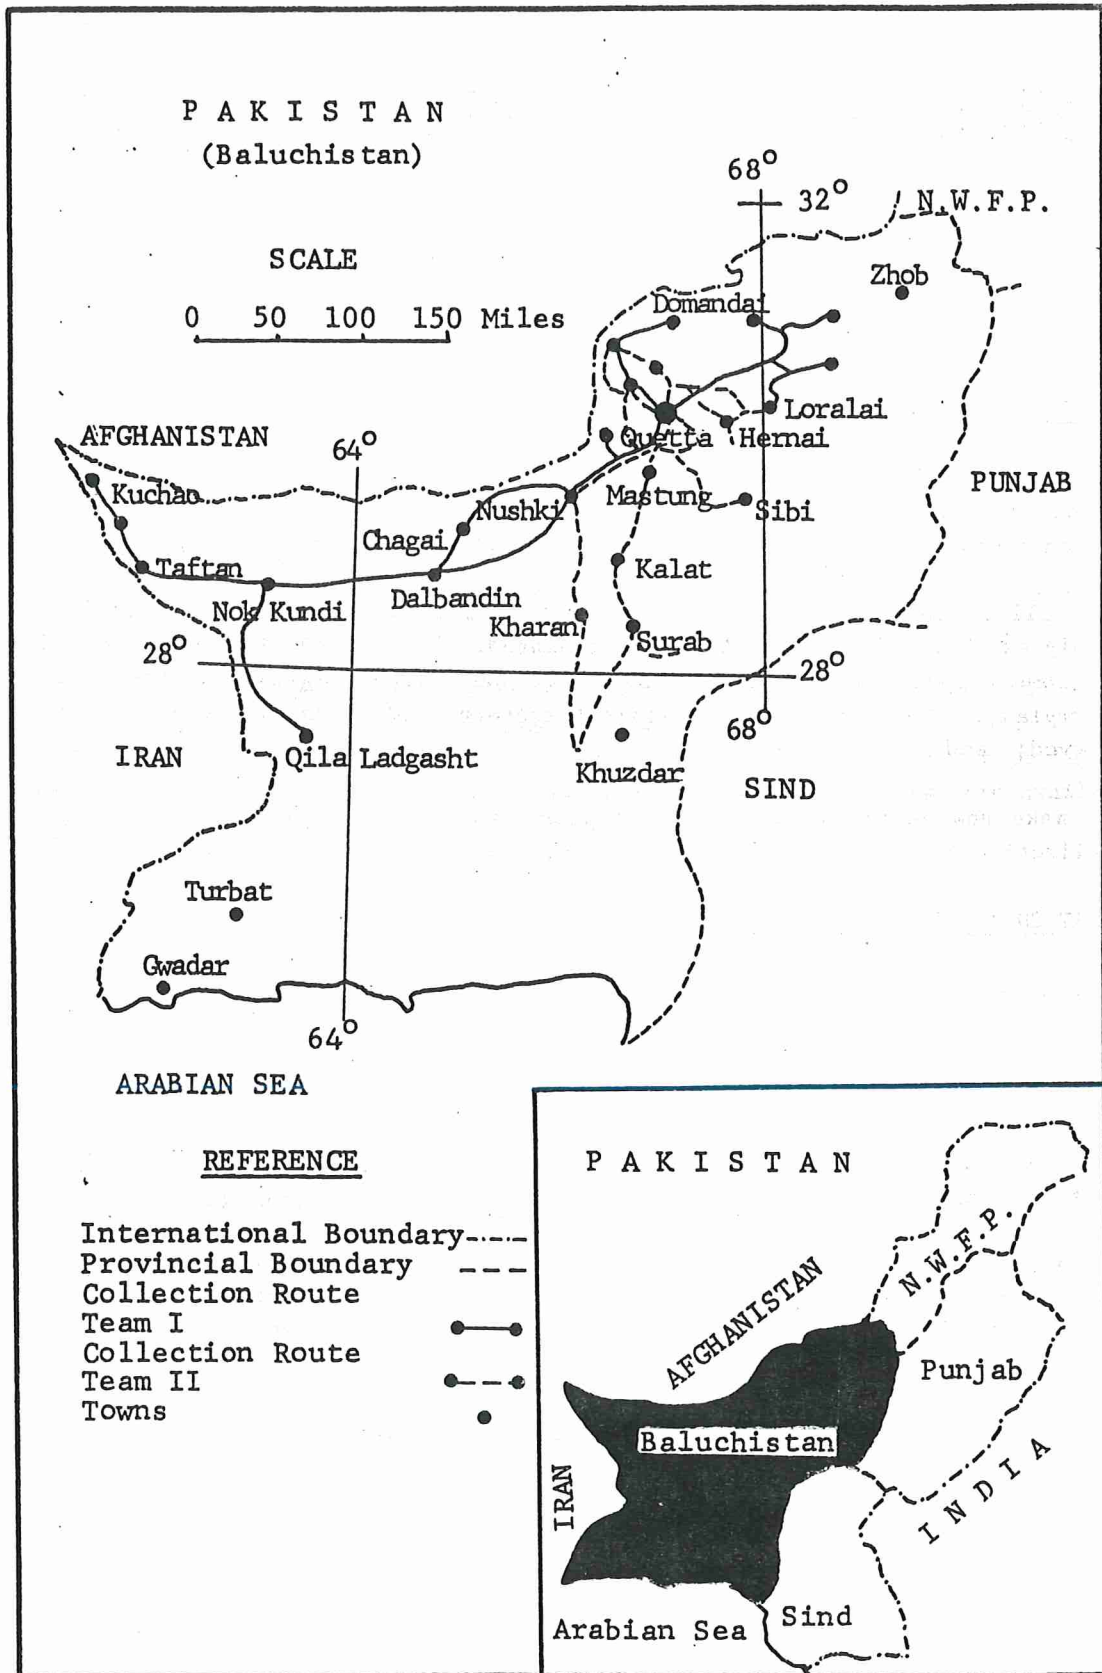 P A K I S T A N
(Baluchistan)
68°
32°
N.W.F.P.
SCALE
0 50 100 150 Miles
Zhob
Domandai
Loralai
AFGHANISTAN
64°
Quetta
Hernai
PUNJAB
Kuchao
Nushki
Mastung
Sibi
Chagai
Taftan
Kalat
Dalbandin
Nok Kundi
Kharan
Surab
28°
28°
68°
IRAN
Qila Ladgasht
Khuzdar
SIND
Turbat
Gwadar
64°
ARABIAN SEA
REFERENCE
International Boundary
Provincial Boundary
Collection Route
Team I
Collection Route
Team II
Towns
P A K I S T A N
N.W.F.P.
AFGHANISTAN
Punjab
Baluchistan
IRAN
I N D I A
Sind
Arabian Sea